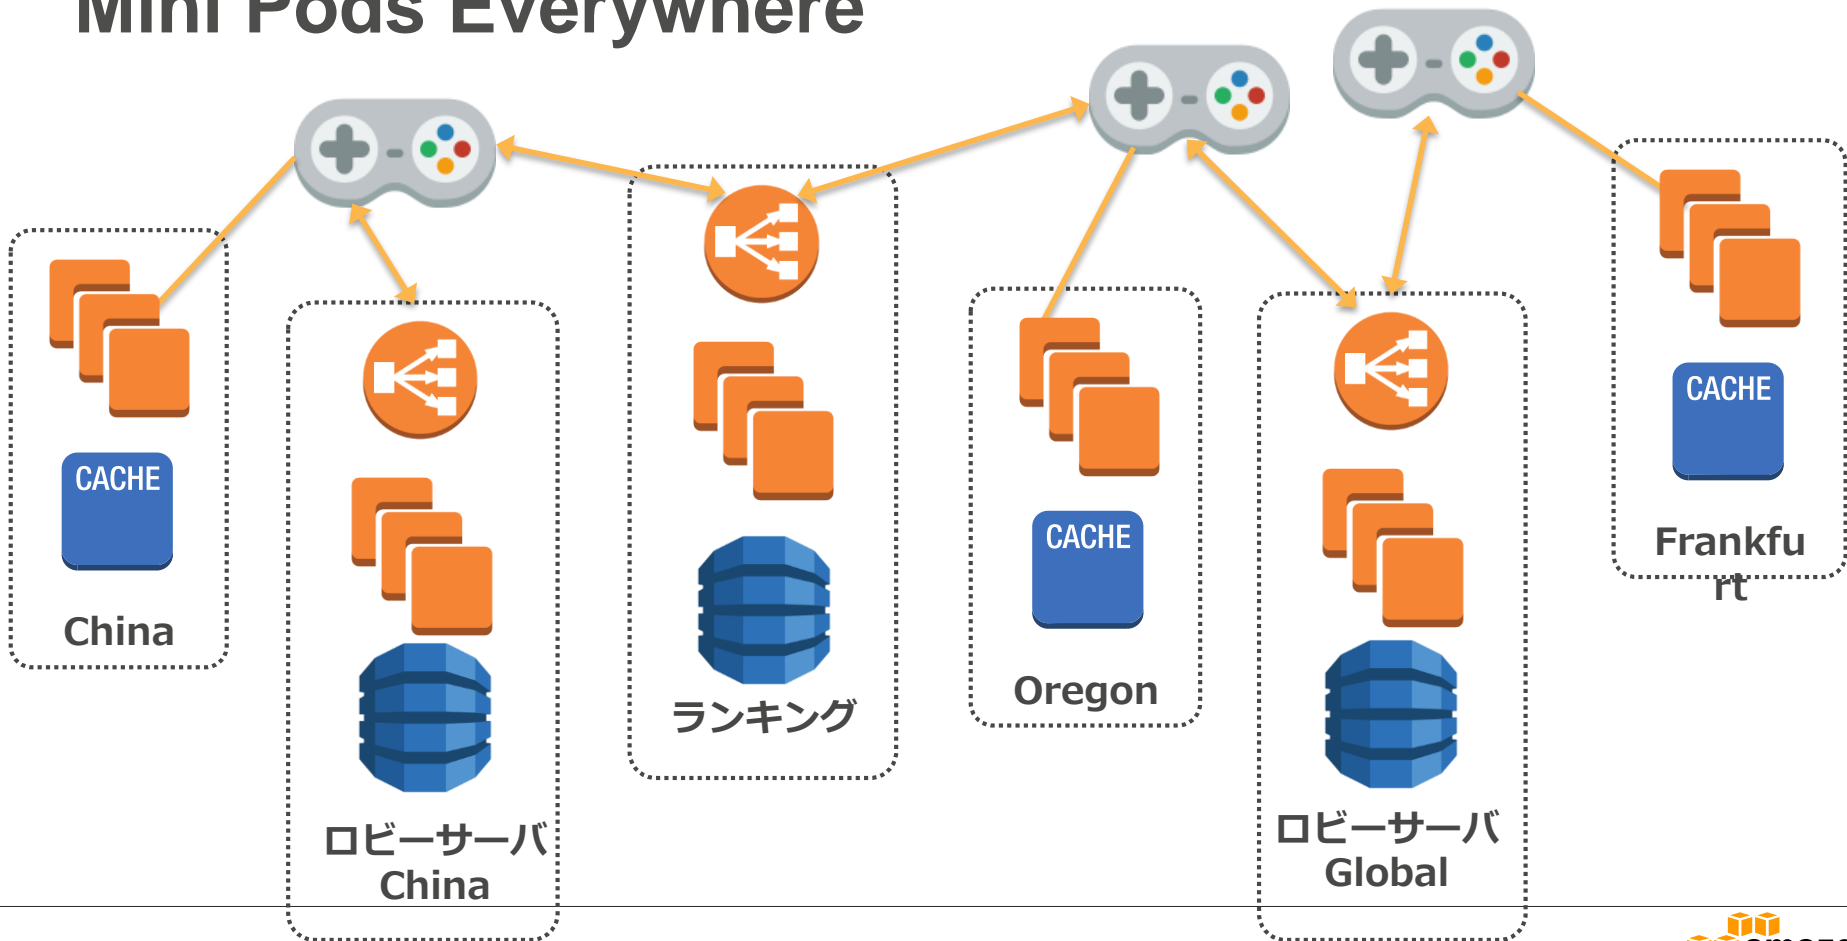 Mini Pods Everywhere
CACHE
China
ロビーサーバ
China
ランキング
CACHE
Oregon
ロビーサーバ
Global
CACHE
Frankfu
rt